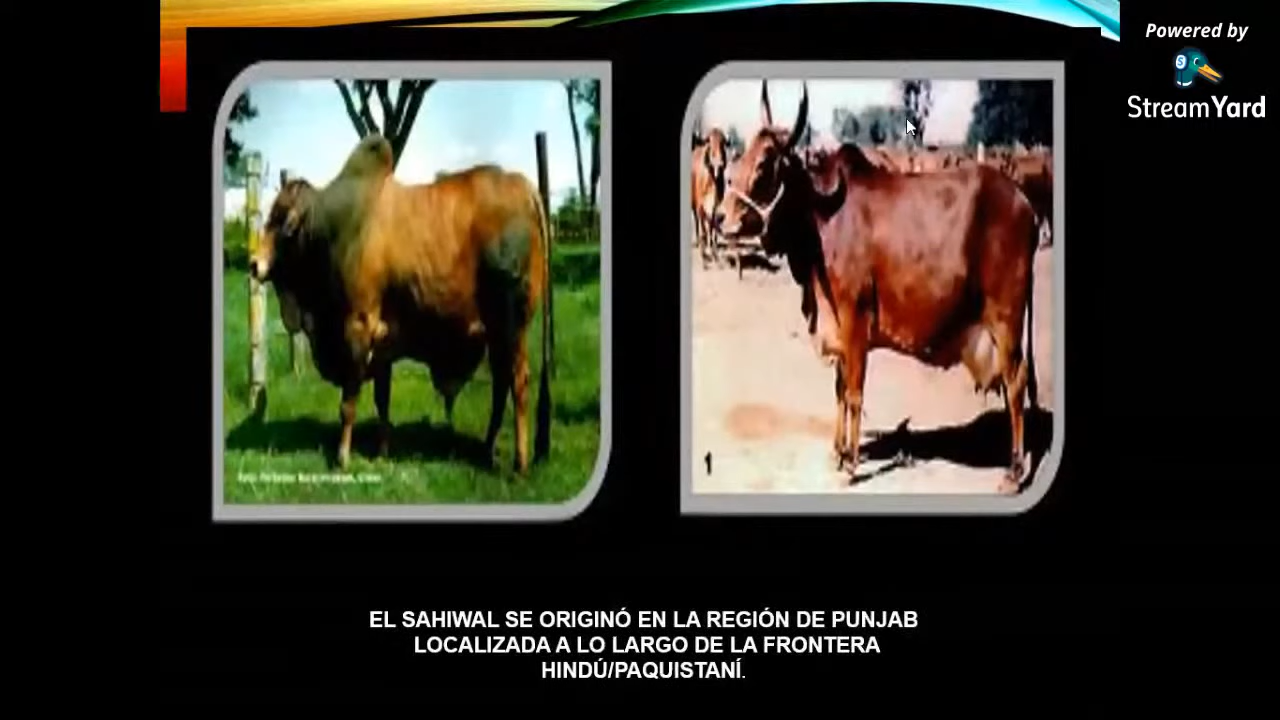 Powered by
StreamYard
1
EL SAHIWAL SE ORIGINÓ EN LA REGIÓN DE PUNJAB
LOCALIZADA A LO LARGO DE LA FRONTERA
HINDÚ/PAQUISTANÍ.